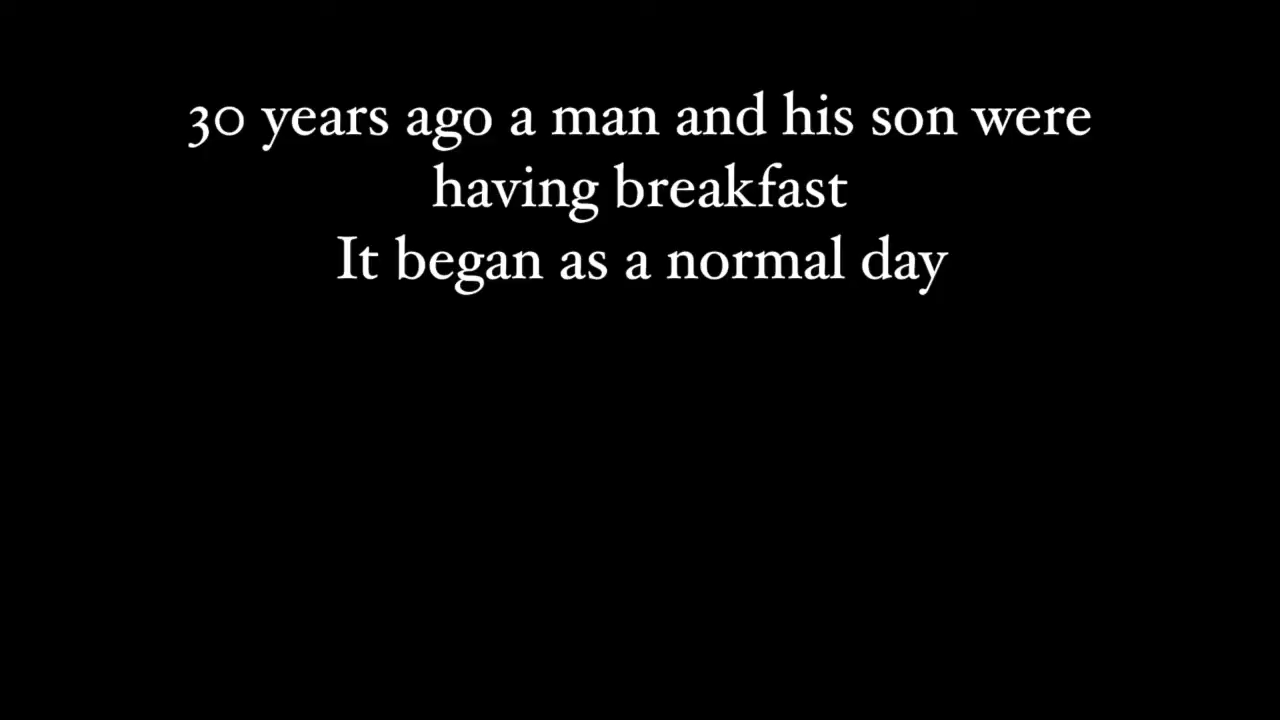 30 years ago a man and his son were
having breakfast
It began as a normal day